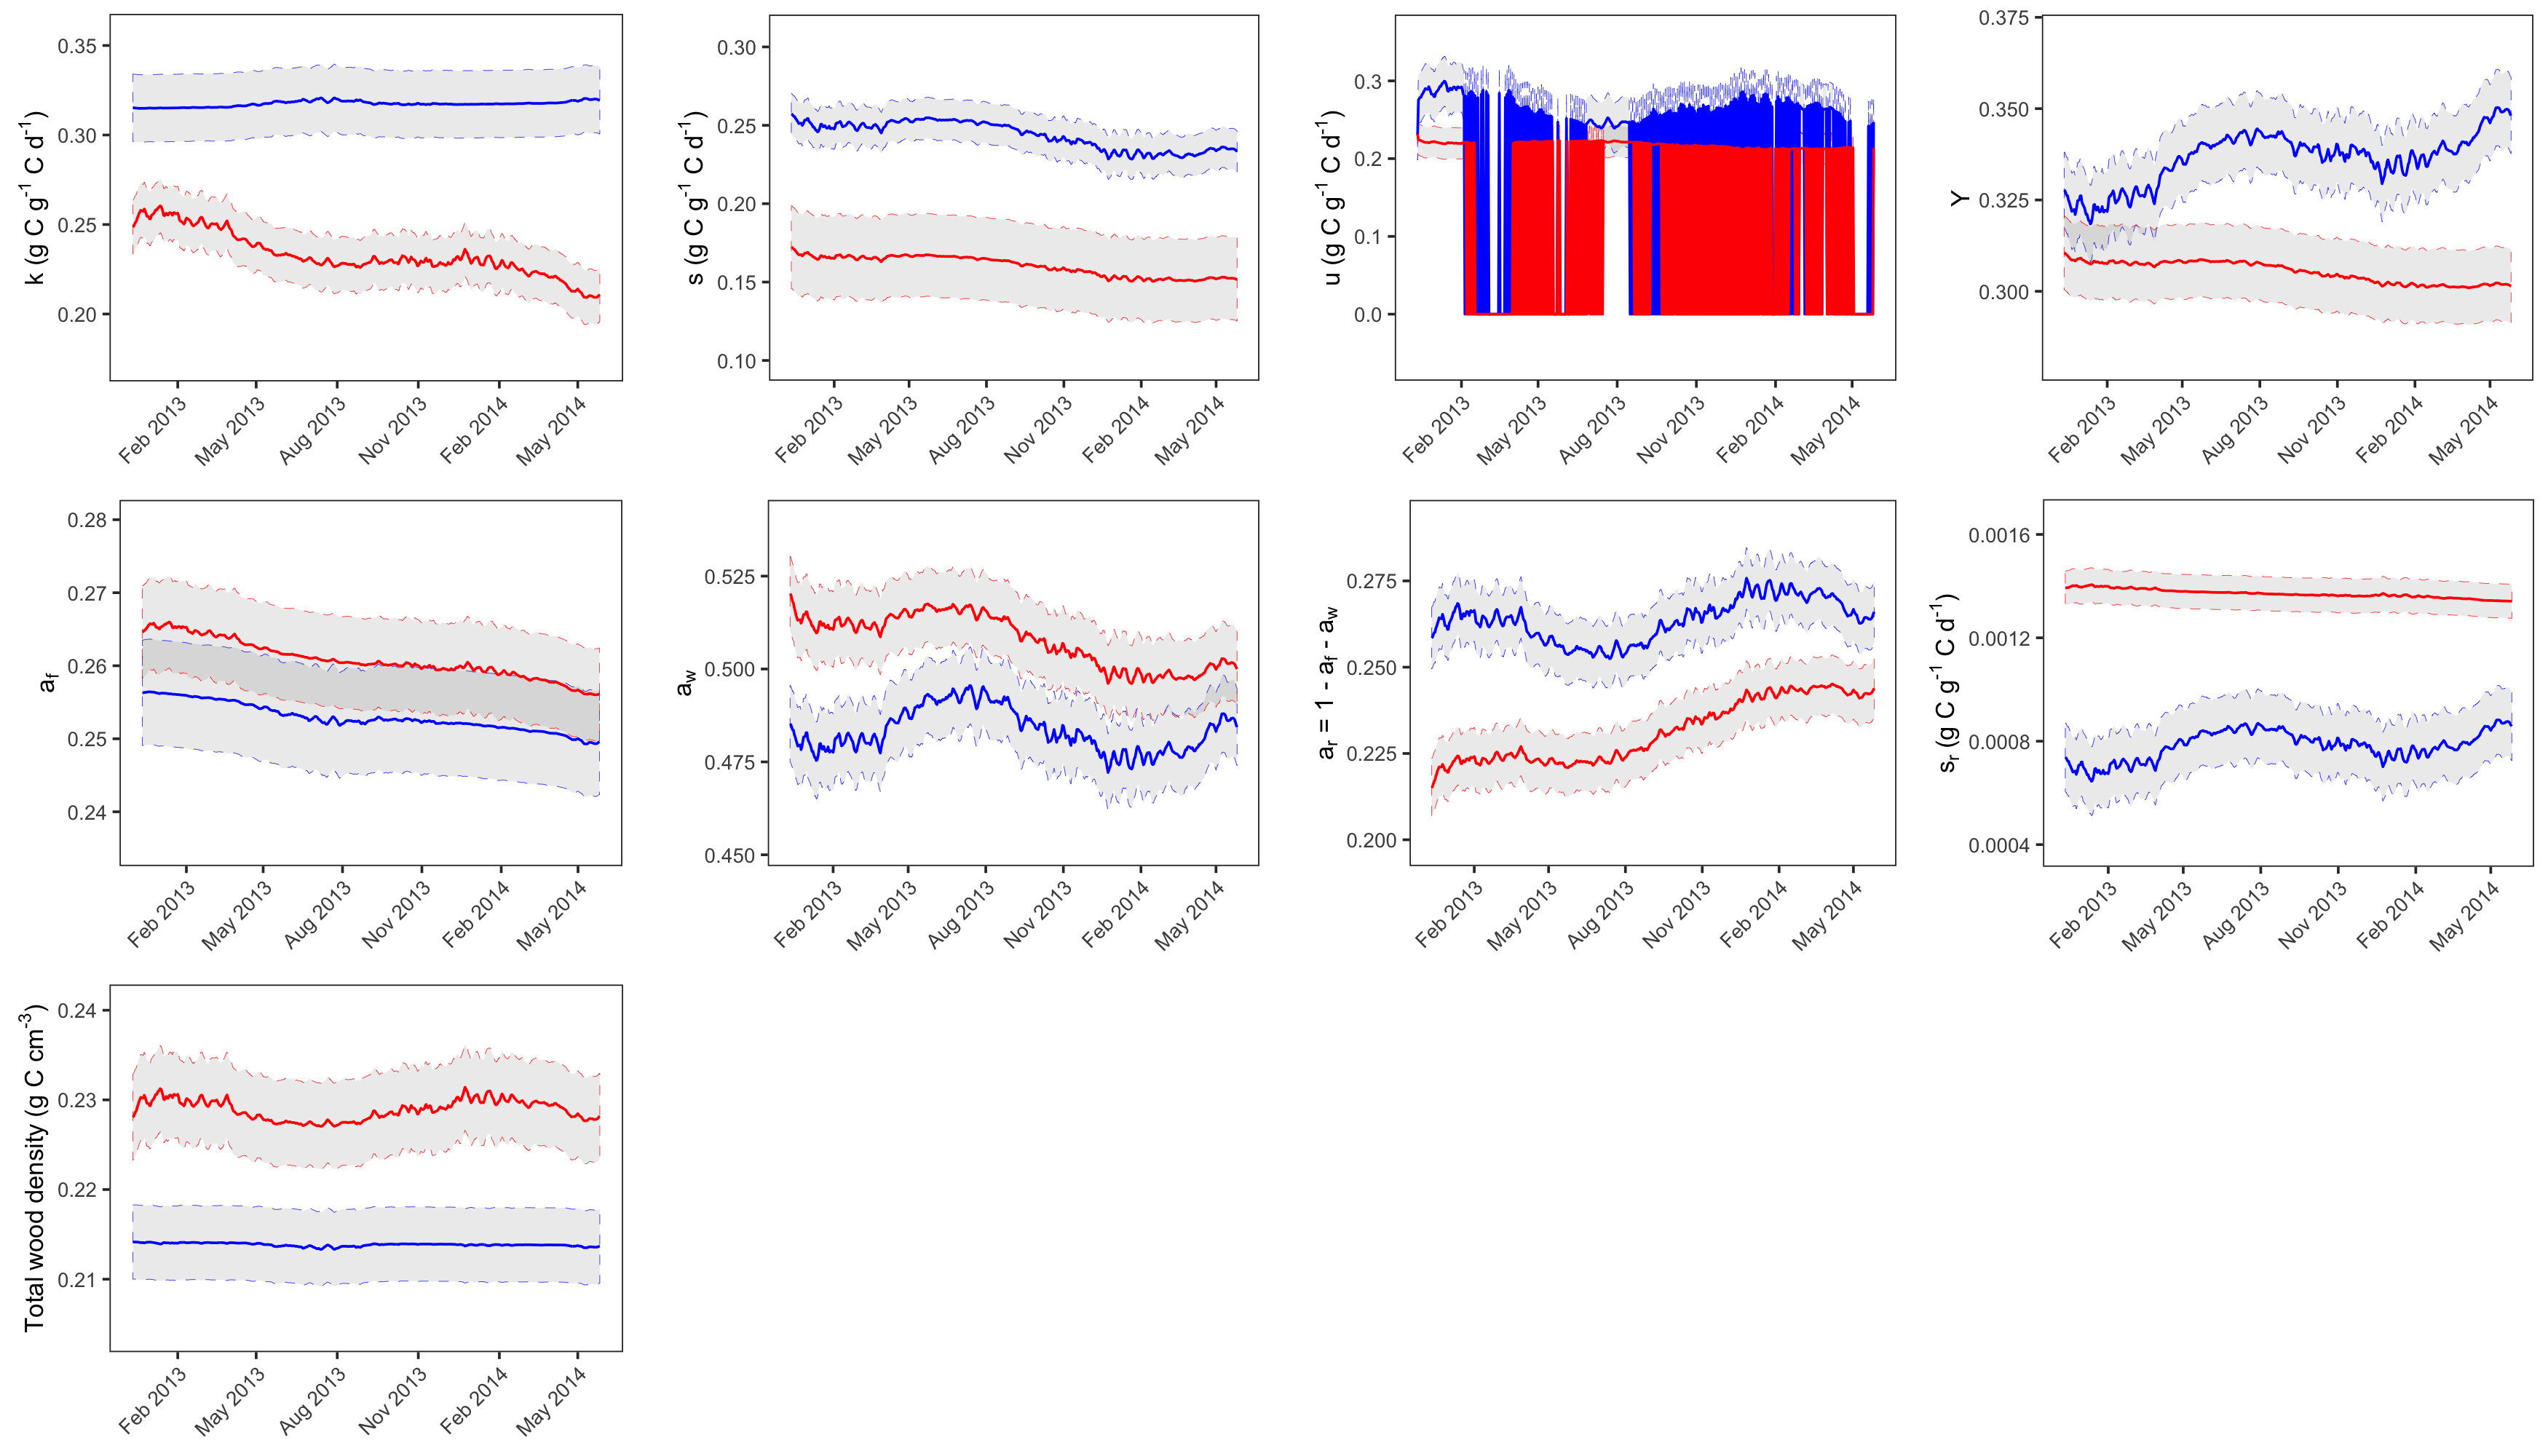 k (g C g⁻¹ C d⁻¹)
0.35
0.30
0.25
0.20
Feb 2013
May 2013
Aug 2013
Nov 2013
Feb 2014
May 2014
s (g C g⁻¹ C d⁻¹)
0.30
0.25
0.20
0.15
0.10
Feb 2013
May 2013
Aug 2013
Nov 2013
Feb 2014
May 2014
u (g C g⁻¹ C d⁻¹)
0.3
0.2
0.1
0.0
Feb 2013
May 2013
Aug 2013
Nov 2013
Feb 2014
May 2014
Y
0.375
0.350
0.325
0.300
Feb 2013
May 2013
Aug 2013
Nov 2013
Feb 2014
May 2014
a_f
0.28
0.27
0.26
0.25
0.24
Feb 2013
May 2013
Aug 2013
Nov 2013
Feb 2014
May 2014
a_w
0.525
0.500
0.475
0.450
Feb 2013
May 2013
Aug 2013
Nov 2013
Feb 2014
May 2014
a_r = 1 - a_f - a_w
0.275
0.250
0.225
0.200
Feb 2013
May 2013
Aug 2013
Nov 2013
Feb 2014
May 2014
s_r (g C g⁻¹ C d⁻¹)
0.0016
0.0012
0.0008
0.0004
Feb 2013
May 2013
Aug 2013
Nov 2013
Feb 2014
May 2014
Total wood density (g C cm⁻³)
0.24
0.23
0.22
0.21
Feb 2013
May 2013
Aug 2013
Nov 2013
Feb 2014
May 2014